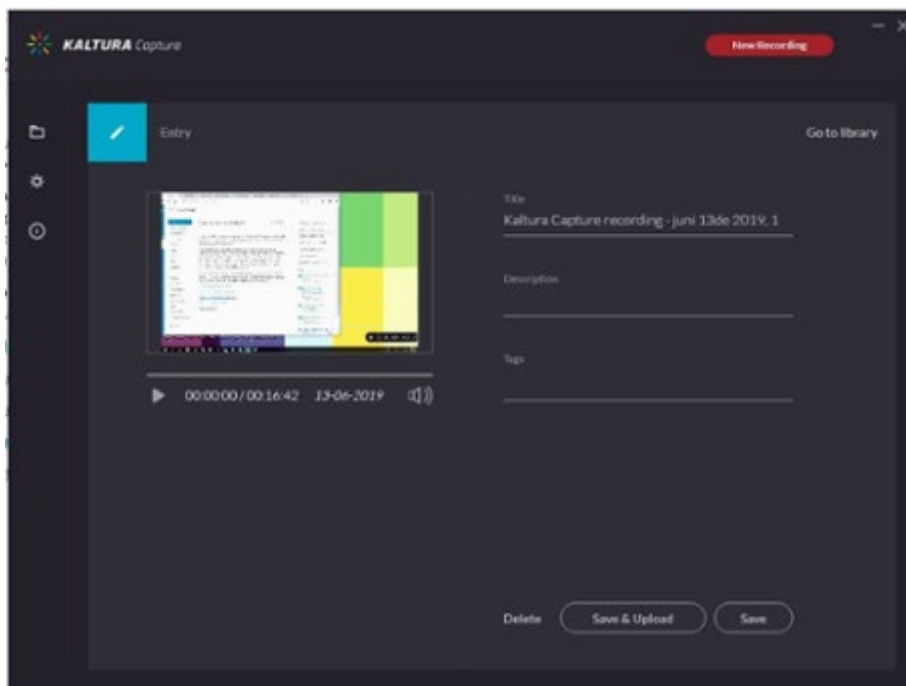 KALTURA Capture
New Recording
Entry
Go to library
Title
Kaltura Capture recording - juni 13de 2019, 1
Description
Tags
00:00:00 / 00:16:42 13-06-2019
Delete
Save & Upload
Save